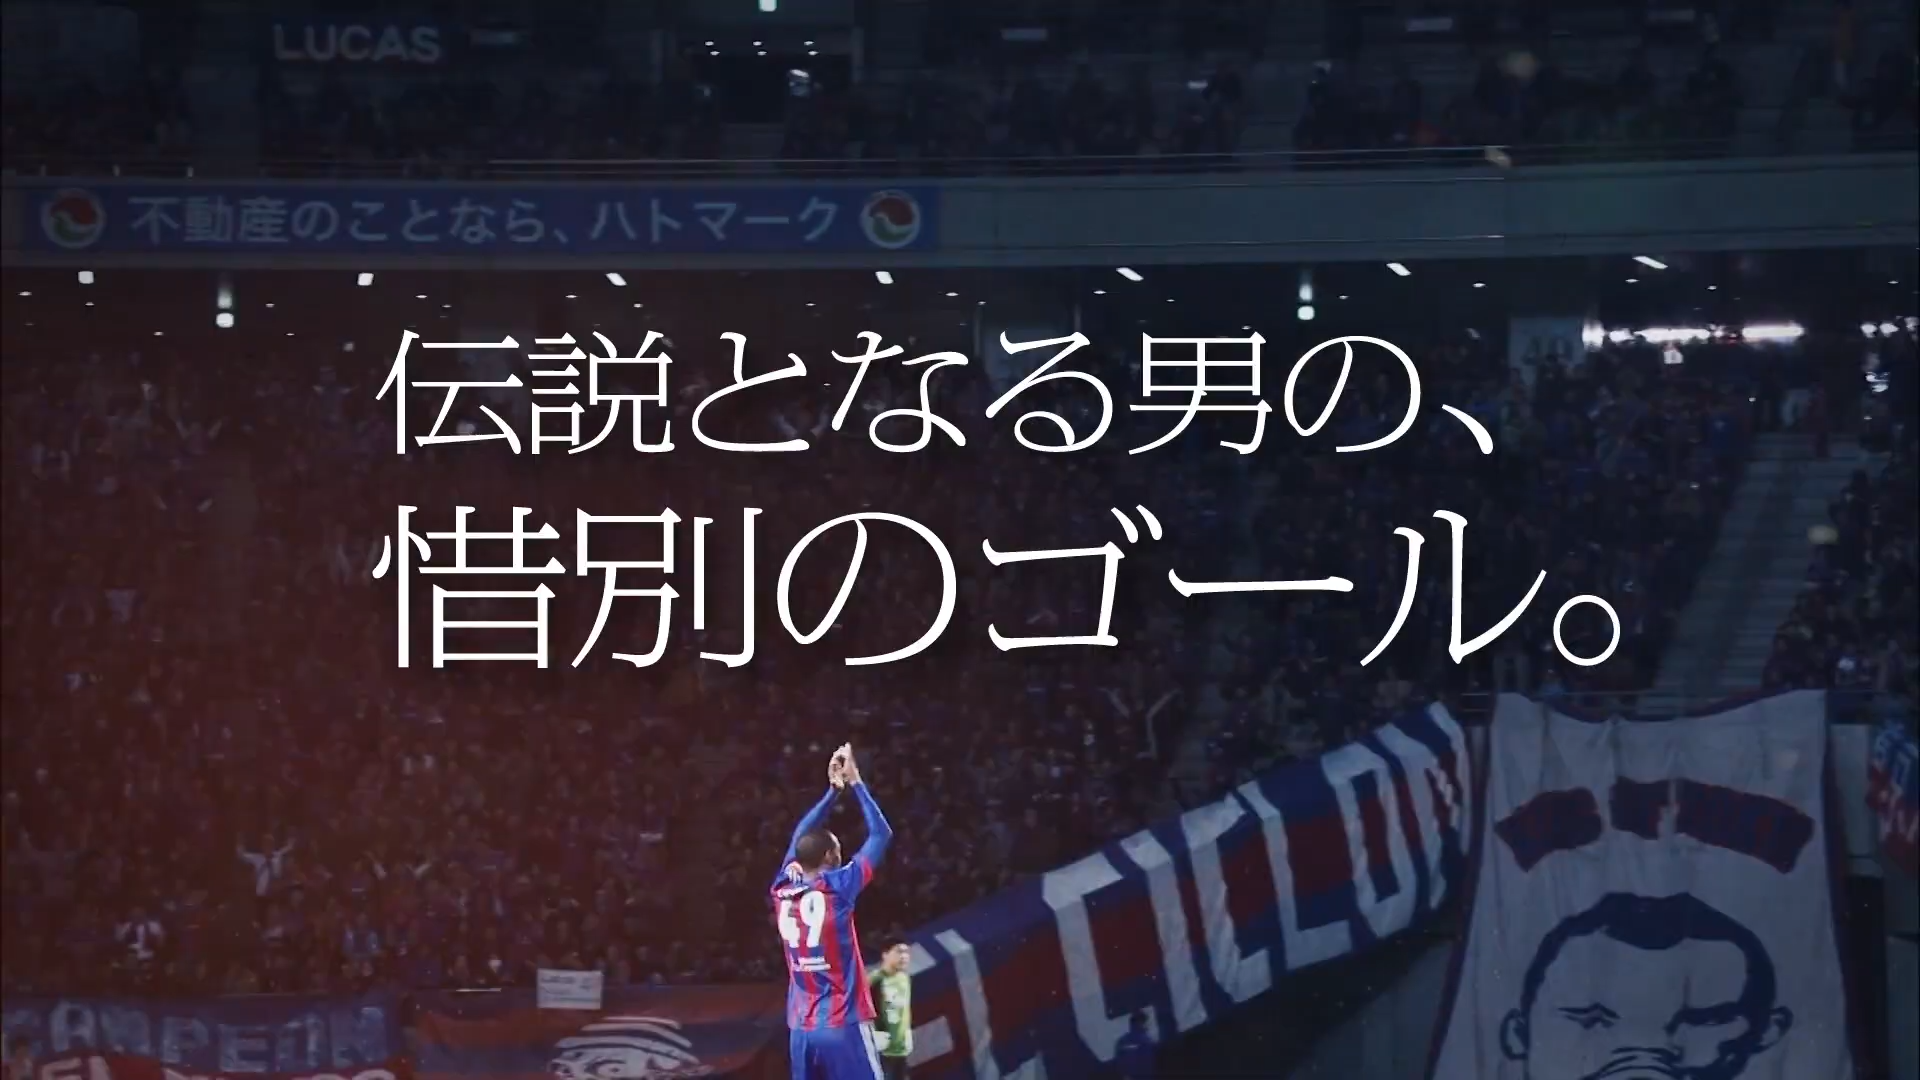 LUCAS
不動産のことなら、ハトマーク
伝説となる男の、
惜別のゴール。
49
EL CICLON
CAMPEON